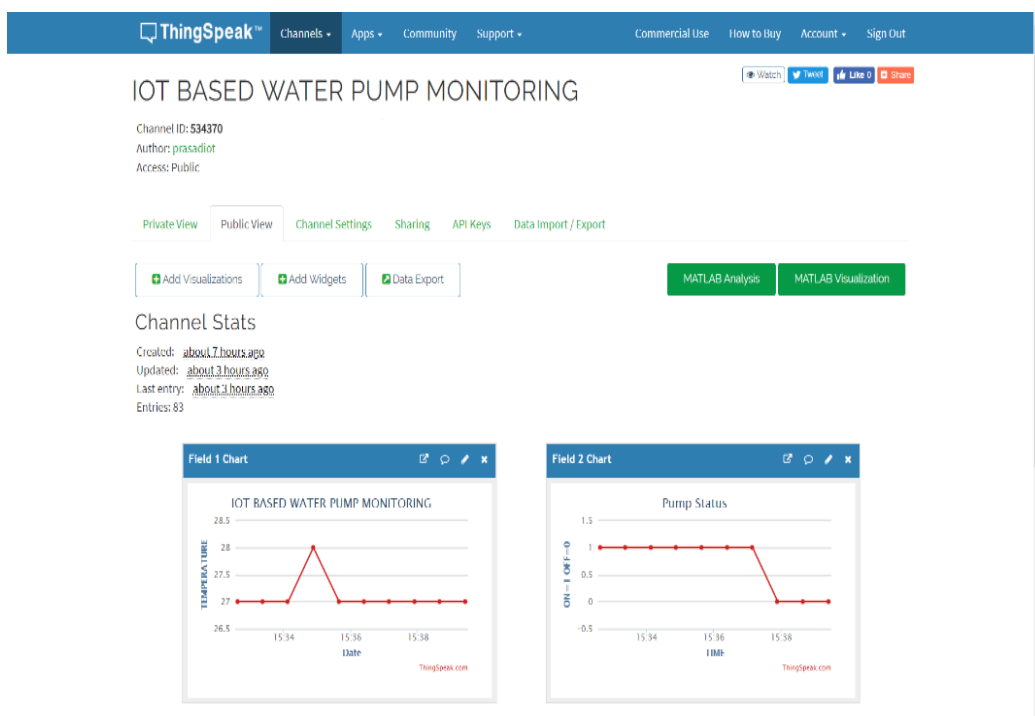 ThingSpeak™ Channels Apps Community Support Commercial Use How to Buy Account Sign Out
Watch Tweet Like 0 Share
IOT BASED WATER PUMP MONITORING
Channel ID: 534370
Author: prasadiot
Access: Public
Private View Public View Channel Settings Sharing API Keys Data Import / Export
Add Visualizations Add Widgets Data Export MATLAB Analysis MATLAB Visualization
Channel Stats
Created: about 7 hours ago
Updated: about 3 hours ago
Last entry: about 3 hours ago
Entries: 83
Field 1 Chart
IOT BASED WATER PUMP MONITORING
TEMPERATURE
28.5
28
27.5
27
26.5
15:34 15:36 15:38
Date
ThingSpeak.com
Field 2 Chart
Pump Status
ON=1 OFF=0
1.5
1
0.5
0
-0.5
15:34 15:36 15:38
TIME
ThingSpeak.com